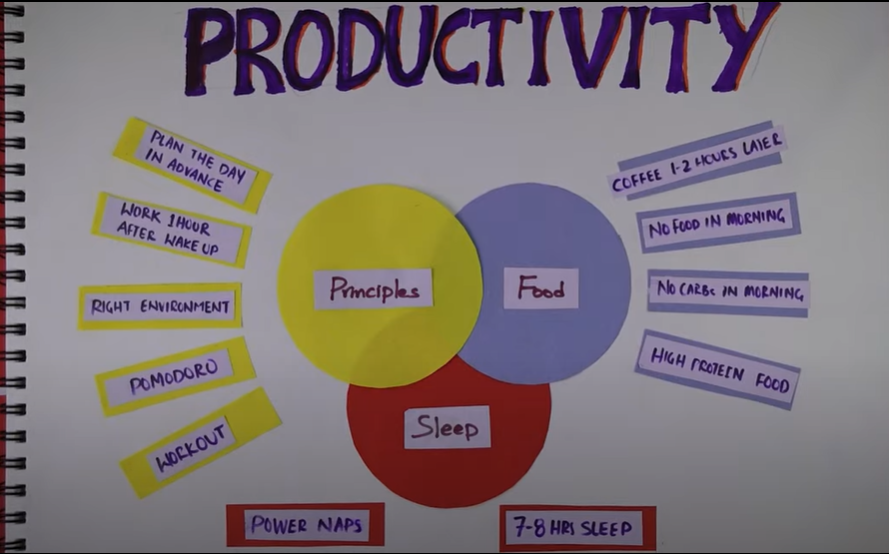 PRODUCTIVITY
PLAN THE DAY
IN ADVANCE
WORK 1 HOUR
AFTER WAKE UP
RIGHT ENVIRONMENT
POMODORO
WORKOUT
Principles
Food
Sleep
COFFEE 1-2 HOURS LATER
NO FOOD IN MORNING
NO CARBS IN MORNING
HIGH PROTEIN FOOD
POWER NAPS
7-8 HRS SLEEP